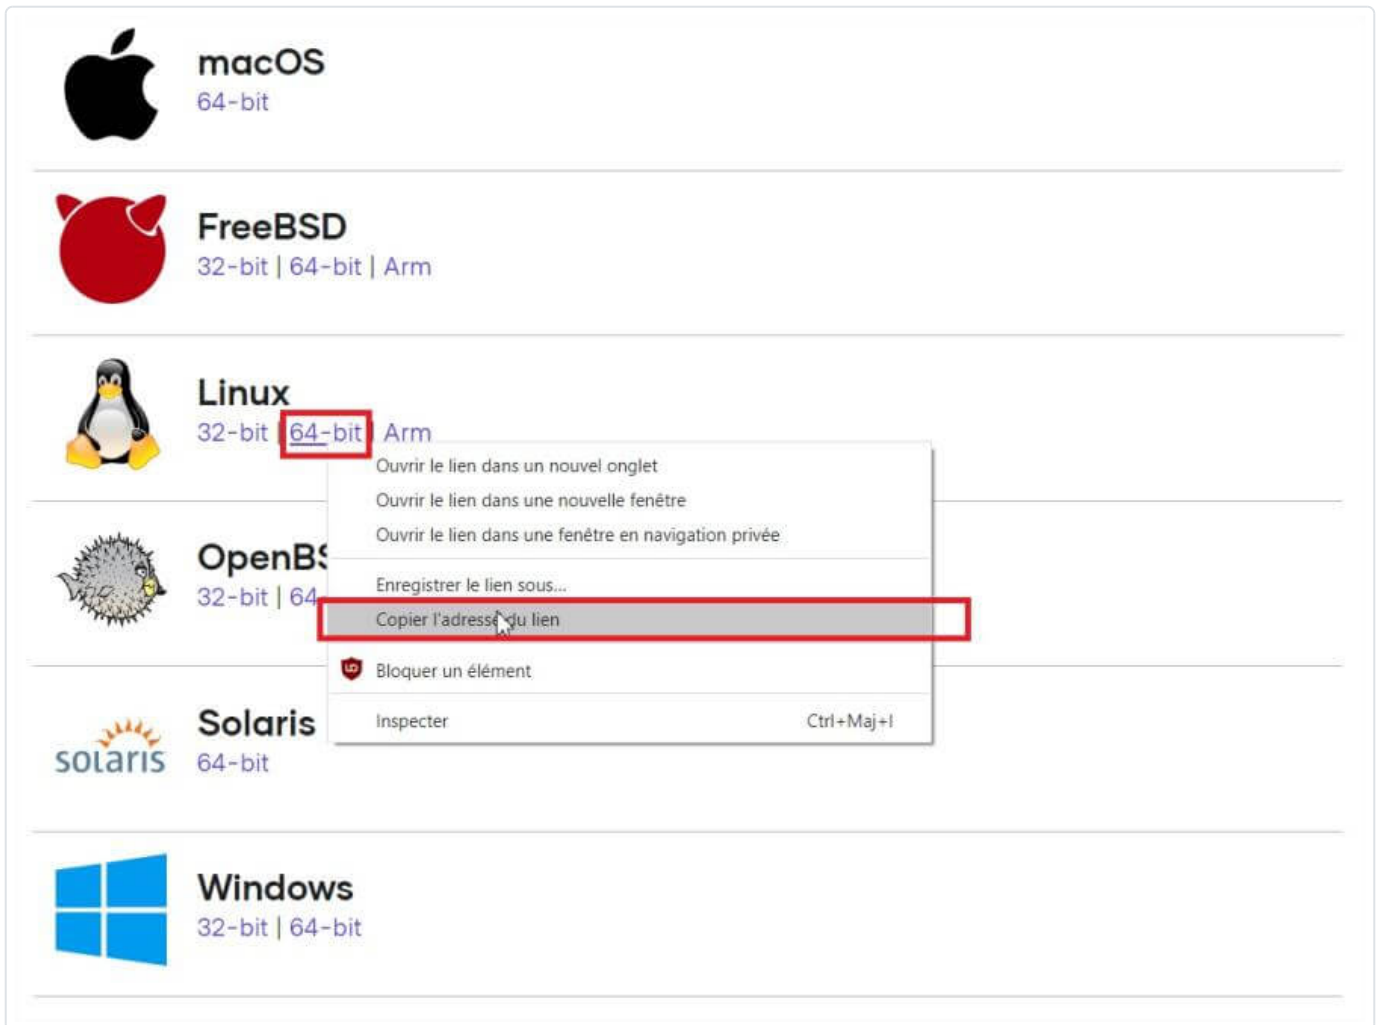 macOS
64-bit
FreeBSD
32-bit | 64-bit | Arm
Linux
32-bit | 64-bit | Arm
Ouvrir le lien dans un nouvel onglet
Ouvrir le lien dans une nouvelle fenêtre
Ouvrir le lien dans une fenêtre en navigation privée
OpenBS
32-bit | 64-
Enregistrer le lien sous...
Copier l'adresse du lien
Bloquer un élément
Inspecter Ctrl+Maj+I
Solaris
solaris
64-bit
Windows
32-bit | 64-bit